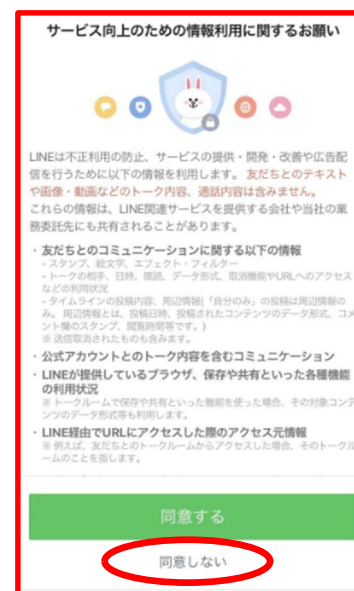 サービス向上のための情報利用に関するお願い
LINEは不正利用の防止、サービスの提供・開発・改善や広告配
信を行うために以下の情報を利用します。友だちとのテキスト
や画像・動画などのトーク内容、通話内容は含みません。
これらの情報は、LINE関連サービスを提供する会社や当社の業
務委託先にも共有されることがあります。
・友だちとのコミュニケーションに関する以下の情報
- スタンプ、絵文字、エフェクト・フィルター
- トークの相手、日時、既読、データ形式、取消機能やURLへのアクセス
などの利用状況
- タイムラインの投稿内容、周辺情報(「自分のみ」の投稿は周辺情報の
み。周辺情報とは、投稿日時、投稿されたコンテンツのデータ形式、コメ
ント欄のスタンプ、閲覧時間等です。)
※ 送信取消されたものも含みます。
・公式アカウントとのトーク内容を含むコミュニケーション
・LINEが提供しているブラウザ、保存や共有といった各種機能
の利用状況
※ トークルームで保存や共有といった機能を使った場合、その対象コンテ
ンツのデータ形式等も利用します。
・LINE経由でURLにアクセスした際のアクセス元情報
※ 例えば、友だちとのトークルームからアクセスした場合、そのトークル
ームのことを指します。
同意する
同意しない